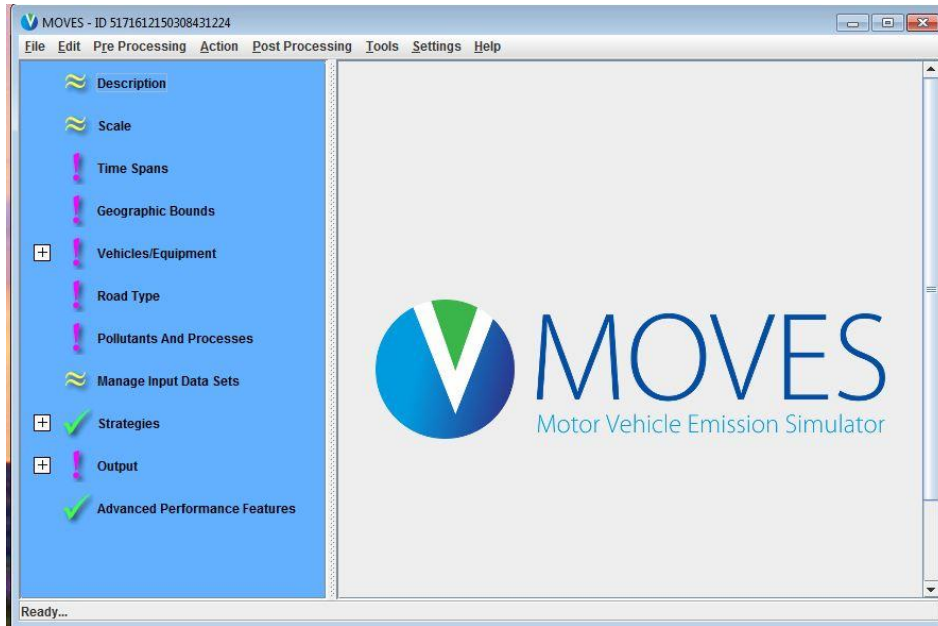 MOVES - ID 5171612150308431224
File Edit Pre Processing Action Post Processing Tools Settings Help
Description
Scale
Time Spans
Geographic Bounds
Vehicles/Equipment
Road Type
Pollutants And Processes
Manage Input Data Sets
Strategies
Output
Advanced Performance Features
MOVES
Motor Vehicle Emission Simulator
Ready...